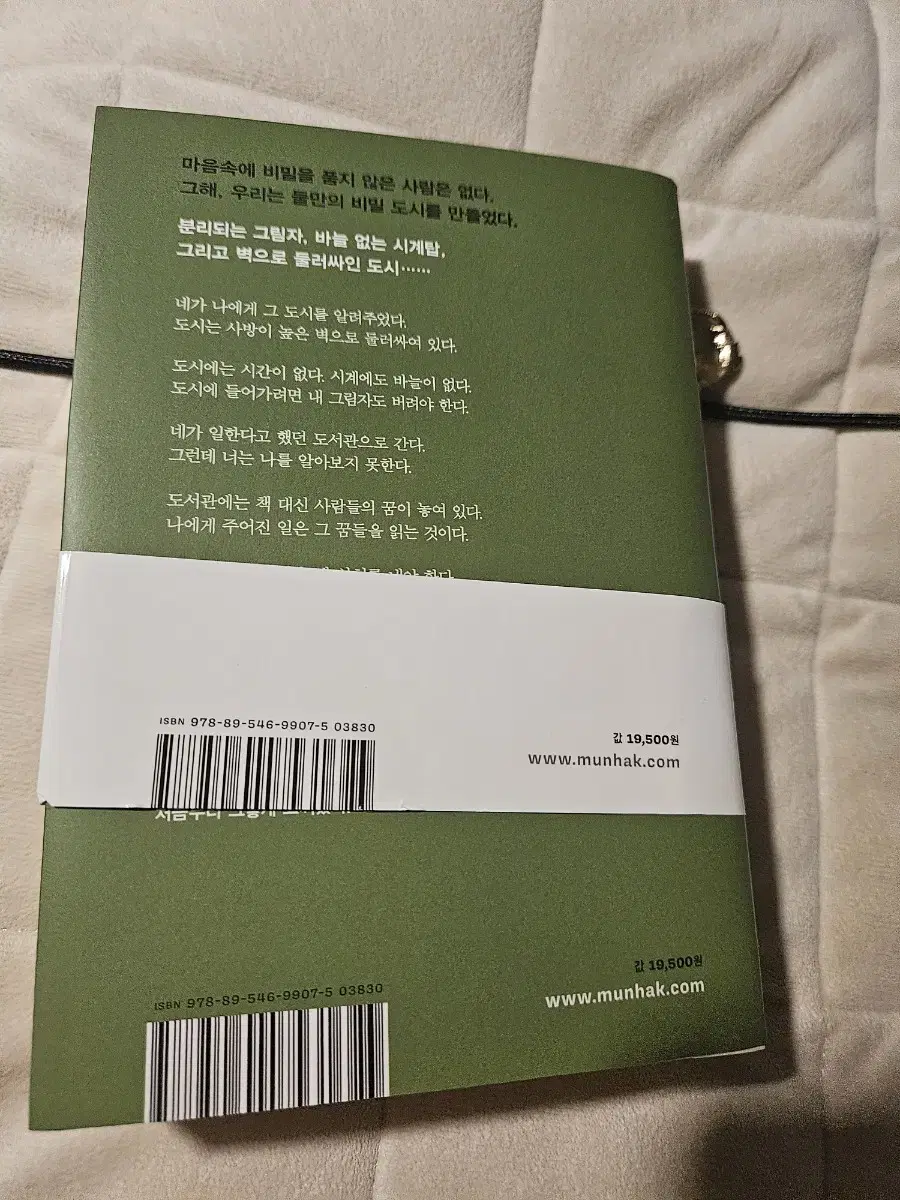 마음속에 비밀을 품지 않은 사람은 없다.
그해, 우리는 둘만의 비밀 도시를 만들었다.
분리되는 그림자, 바늘 없는 시계탑,
그리고 벽으로 둘러싸인 도시……
네가 나에게 그 도시를 알려주었다.
도시는 사방이 높은 벽으로 둘러싸여 있다.
도시에는 시간이 없다. 시계에도 바늘이 없다.
도시에 들어가려면 내 그림자도 버려야 한다.
네가 일한다고 했던 도서관으로 간다.
그런데 너는 나를 알아보지 못한다.
도서관에는 책 대신 사람들의 꿈이 놓여 있다.
나에게 주어진 일은 그 꿈들을 읽는 것이다.
한다.
ISBN 978-89-546-9907-5 03830
값 19,500원
www.munhak.com
ISBN 978-89-546-9907-5 03830
값 19,500원
www.munhak.com